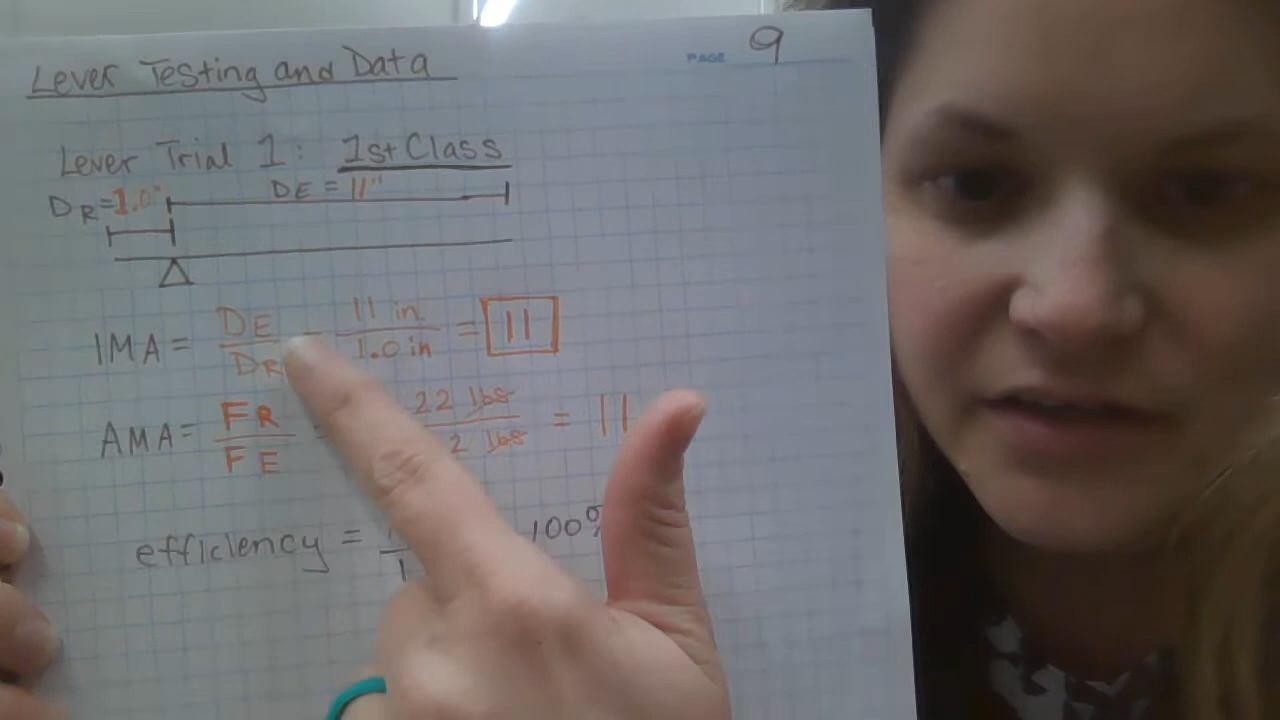 PAGE 9
Lever Testing and Data
Lever Trial 1: 1st Class
DE = 11"
DR = 1.0"
IMA = DE/DR = 11 in/1.0 in = 11
AMA = FR/FE = 22 lbs/2 lbs = 11
efficiency = 100%